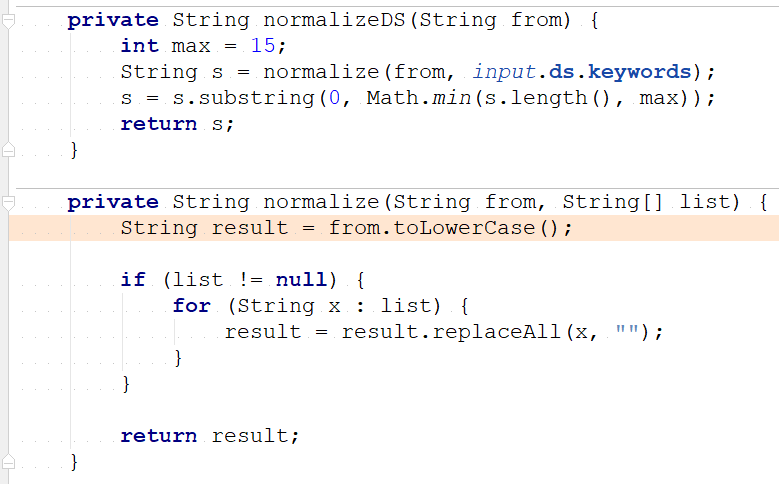 private String normalizeDS(String from) {
    int max = 15;
    String s = normalize(from, input.ds.keywords);
    s = s.substring(0, Math.min(s.length(), max));
    return s;
}
private String normalize(String from, String[] list) {
    String result = from.toLowerCase();
    if (list != null) {
        for (String x : list) {
            result = result.replaceAll(x, "");
        }
    }
    return result;
}